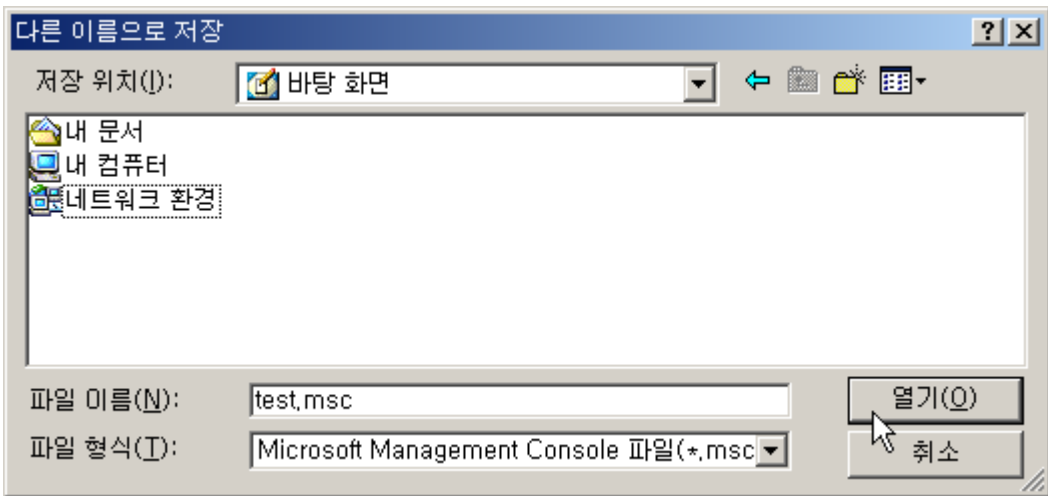 다른 이름으로 저장
저장 위치(I): 바탕 화면
내 문서
내 컴퓨터
네트워크 환경
파일 이름(N): test.msc 열기(O)
파일 형식(T): Microsoft Management Console 파일(*.msc 취소